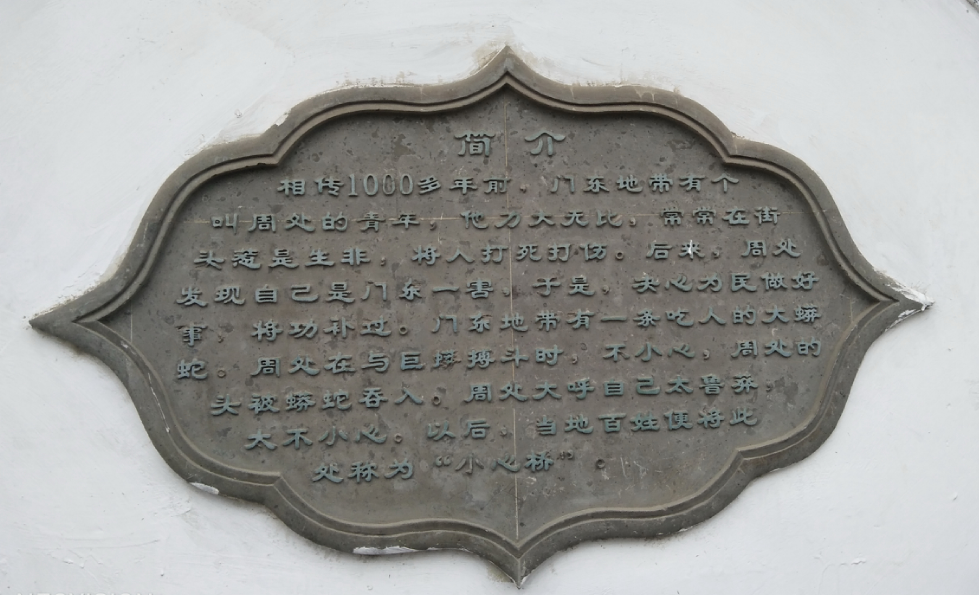 简介
相传1000多年前，门东地带有个
叫周处的青年，他力大无比，常常在街
头惹是生非，将人打死打伤。后来，周处
发现自己是门东一害，于是，决心为民做好
事，将功补过。门东地带有一条吃人的大蟒
蛇。周处在与巨蟒搏斗时，不小心，周处的
头被蟒蛇吞入。周处大呼自己太鲁莽，
太不小心。以后，当地百姓便将此
处称为“小心桥”。